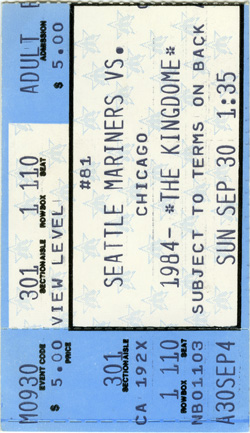 ADULT
ADMISSION
$ 5.00
301 1 110
SECTION/AISLE ROW/BOX SEAT
VIEW LEVEL
#81
SEATTLE MARINERS VS.
CHICAGO
1984-*THE KINGDOME*
SUBJECT TO TERMS ON BACK
SUN SEP 30 1
M0930
EVENT CODE
$ 5.
PRICE
301
SECTION/AISLE
CA 192X
1 110
ROW/BOX SEAT
NB01103
A30SEP4